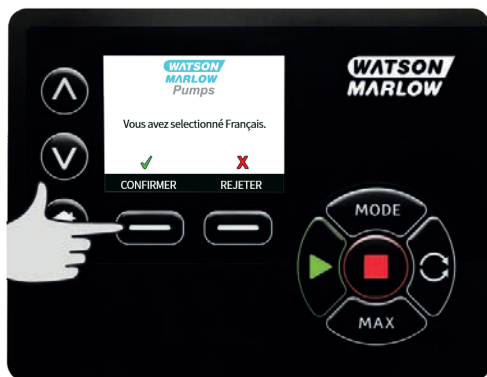 WATSON
MARLOW
Pumps
Vous avez selectionné Français.
CONFIRMER
REJETER
WATSON
MARLOW
MODE
MAX